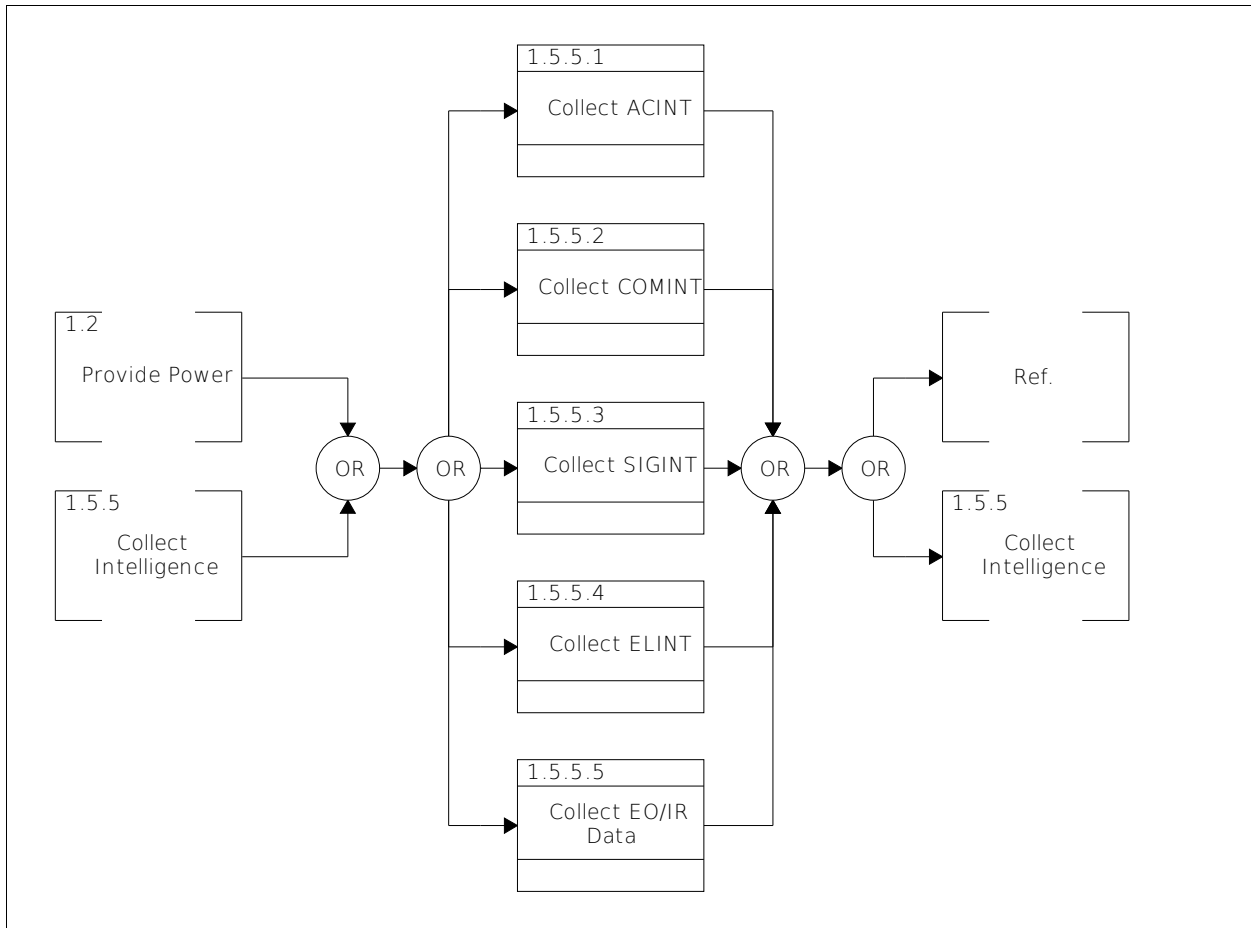 1.5.5.1
Collect ACINT
1.5.5.2
Collect COMINT
1.2
Provide Power
Ref.
1.5.5.3
Collect SIGINT
OR
OR
OR
OR
1.5.5
Collect
Intelligence
1.5.5
Collect
Intelligence
1.5.5.4
Collect ELINT
1.5.5.5
Collect EO/IR
Data